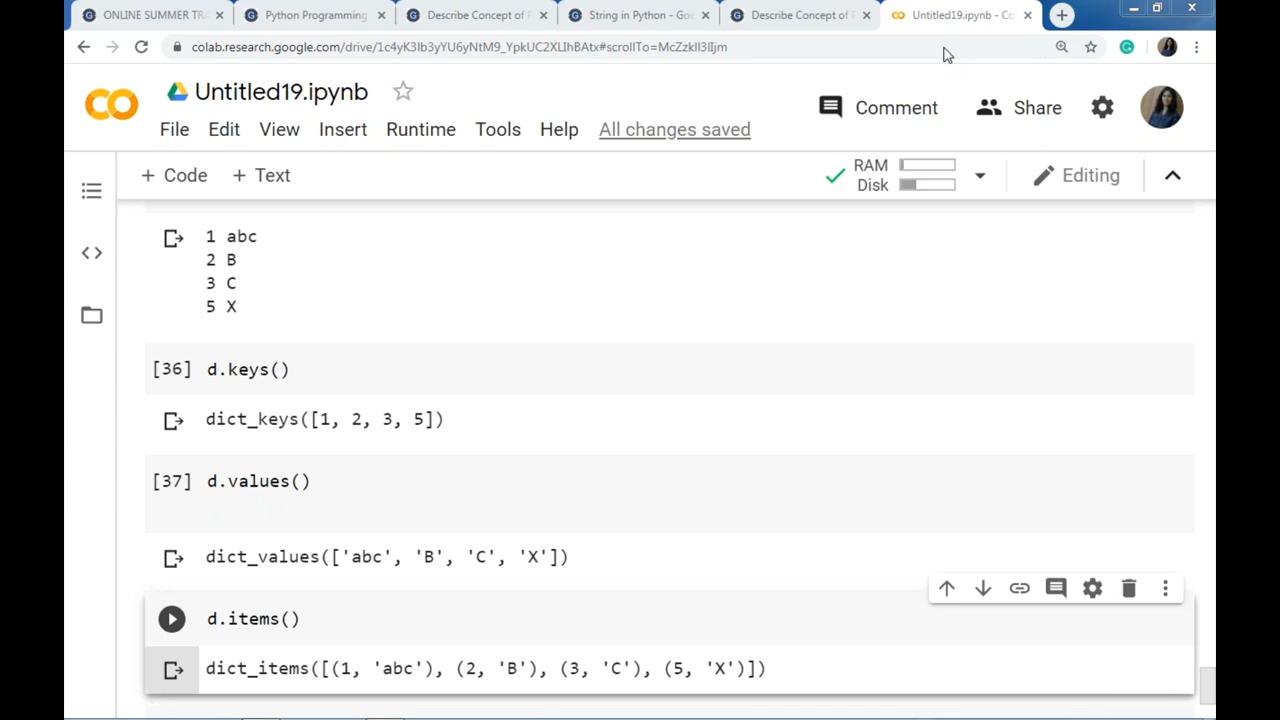 ONLINE SUMMER TR
Python Programming
Describe Concept of F
String in Python - Goo
Describe Concept of F
Untitled19.ipynb - Co
colab.research.google.com/drive/1c4yK3Ib3yYU6yNtM9_YpkUC2XLIhBAtx#scrollTo=McZzkII3lIjm
Untitled19.ipynb
Comment
Share
File Edit View Insert Runtime Tools Help All changes saved
+ Code + Text
RAM
Disk
Editing
1 abc
2 B
3 C
5 X
[36] d.keys()
dict_keys([1, 2, 3, 5])
[37] d.values()
dict_values(['abc', 'B', 'C', 'X'])
d.items()
dict_items([(1, 'abc'), (2, 'B'), (3, 'C'), (5, 'X')])